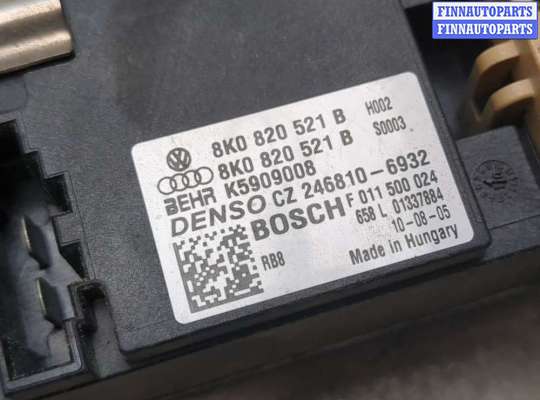 FINNAUTOPARTS
FINNAUTOPARTS
8K0 820 521 B H002
8K0 820 521 B S0003
BEHR K5909008
DENSO CZ 246810-6932
BOSCH F 011 500 024
658 L 01337884
10-08-05
RB8 Made in Hungary